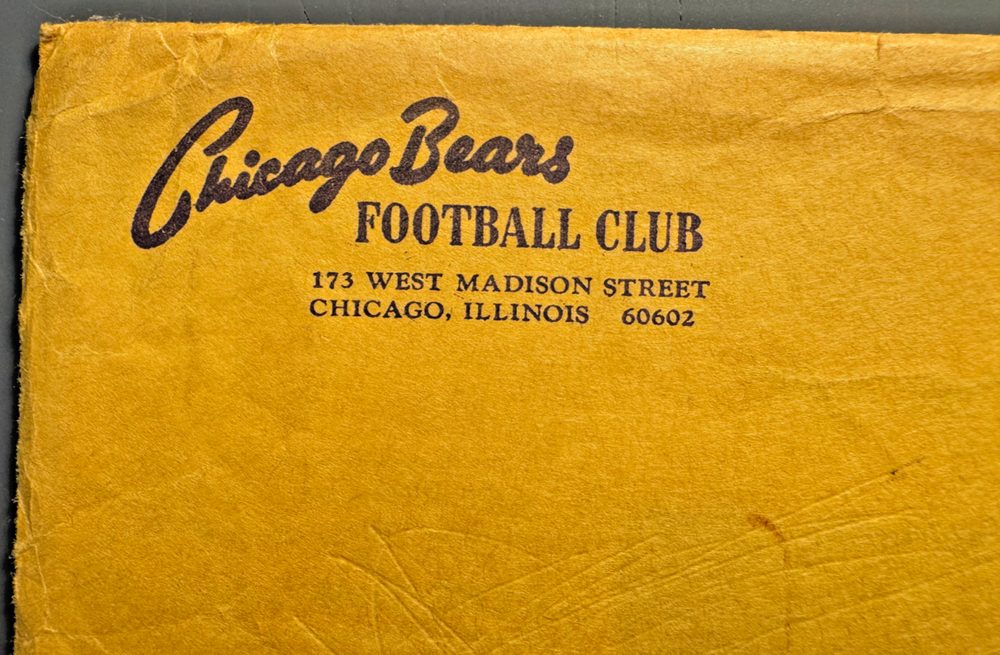 Chicago Bears
FOOTBALL CLUB
173 WEST MADISON STREET
CHICAGO, ILLINOIS 60602